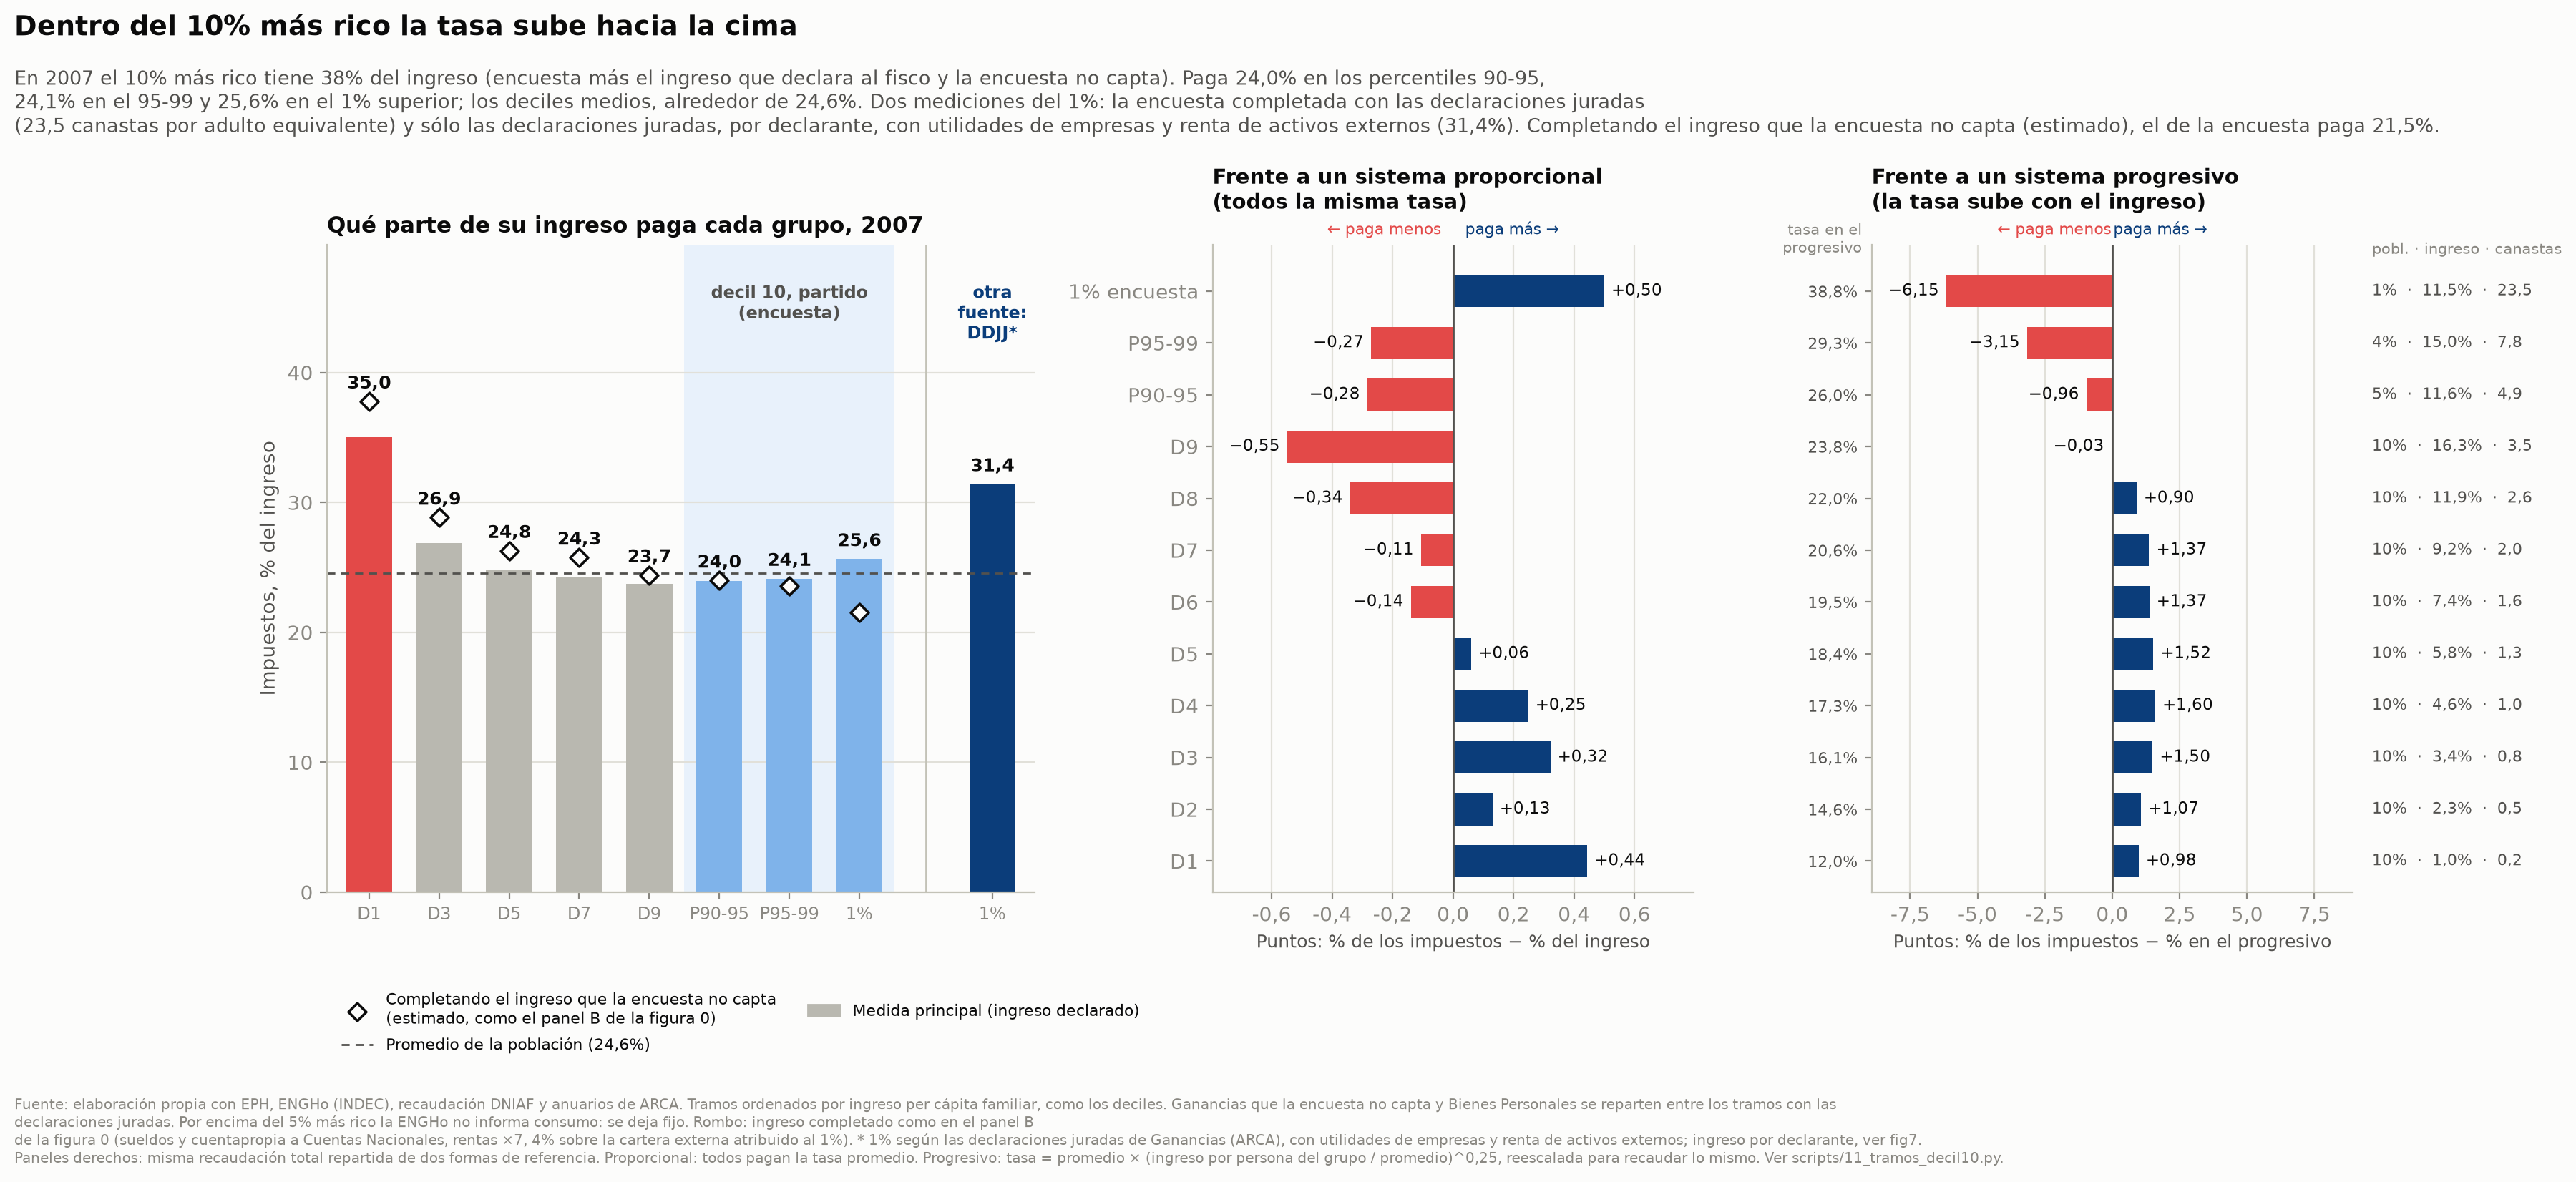 Dentro del 10% más rico la tasa sube hacia la cima
En 2007 el 10% más rico tiene 38% del ingreso (encuesta más el ingreso que declara al fisco y la encuesta no capta). Paga 24,0% en los percentiles 90-95,
24,1% en el 95-99 y 25,6% en el 1% superior; los deciles medios, alrededor de 24,6%. Dos mediciones del 1%: la encuesta completada con las declaraciones juradas
(23,5 canastas por adulto equivalente) y sólo las declaraciones juradas, por declarante, con utilidades de empresas y renta de activos externos (31,4%). Completando el ingreso que la encuesta no capta (estimado), el de la encuesta paga 21,5%.
Qué parte de su ingreso paga cada grupo, 2007
decil 10, partido
(encuesta)
otra
fuente:
DDJJ*
Impuestos, % del ingreso
40
30
20
10
0
35,0
26,9
24,8
24,3
23,7
24,0
24,1
25,6
31,4
D1
D3
D5
D7
D9
P90-95
P95-99
1%
1%
Completando el ingreso que la encuesta no capta
(estimado, como el panel B de la figura 0)
Promedio de la población (24,6%)
Medida principal (ingreso declarado)
Frente a un sistema proporcional
(todos la misma tasa)
← paga menos
paga más →
1% encuesta +0,50
P95-99 −0,27
P90-95 −0,28
D9 −0,55
D8 −0,34
D7 −0,11
D6 −0,14
D5 +0,06
D4 +0,25
D3 +0,32
D2 +0,13
D1 +0,44
-0,6 -0,4 -0,2 0,0 0,2 0,4 0,6
Puntos: % de los impuestos − % del ingreso
Frente a un sistema progresivo
(la tasa sube con el ingreso)
← paga menos
paga más →
tasa en el
progresivo
pobl. · ingreso · canastas
38,8% −6,15 1% · 11,5% · 23,5
29,3% −3,15 4% · 15,0% · 7,8
26,0% −0,96 5% · 11,6% · 4,9
23,8% −0,03 10% · 16,3% · 3,5
22,0% +0,90 10% · 11,9% · 2,6
20,6% +1,37 10% · 9,2% · 2,0
19,5% +1,37 10% · 7,4% · 1,6
18,4% +1,52 10% · 5,8% · 1,3
17,3% +1,60 10% · 4,6% · 1,0
16,1% +1,50 10% · 3,4% · 0,8
14,6% +1,07 10% · 2,3% · 0,5
12,0% +0,98 10% · 1,0% · 0,2
-7,5 -5,0 -2,5 0,0 2,5 5,0 7,5
Puntos: % de los impuestos − % en el progresivo
Fuente: elaboración propia con EPH, ENGHo (INDEC), recaudación DNIAF y anuarios de ARCA. Tramos ordenados por ingreso per cápita familiar, como los deciles. Ganancias que la encuesta no capta y Bienes Personales se reparten entre los tramos con las
declaraciones juradas. Por encima del 5% más rico la ENGHo no informa consumo: se deja fijo. Rombo: ingreso completado como en el panel B
de la figura 0 (sueldos y cuentapropia a Cuentas Nacionales, rentas ×7, 4% sobre la cartera externa atribuido al 1%). * 1% según las declaraciones juradas de Ganancias (ARCA), con utilidades de empresas y renta de activos externos; ingreso por declarante, ver fig7.
Paneles derechos: misma recaudación total repartida de dos formas de referencia. Proporcional: todos pagan la tasa promedio. Progresivo: tasa = promedio × (ingreso por persona del grupo / promedio)^0,25, reescalada para recaudar lo mismo. Ver scripts/11_tramos_decil10.py.